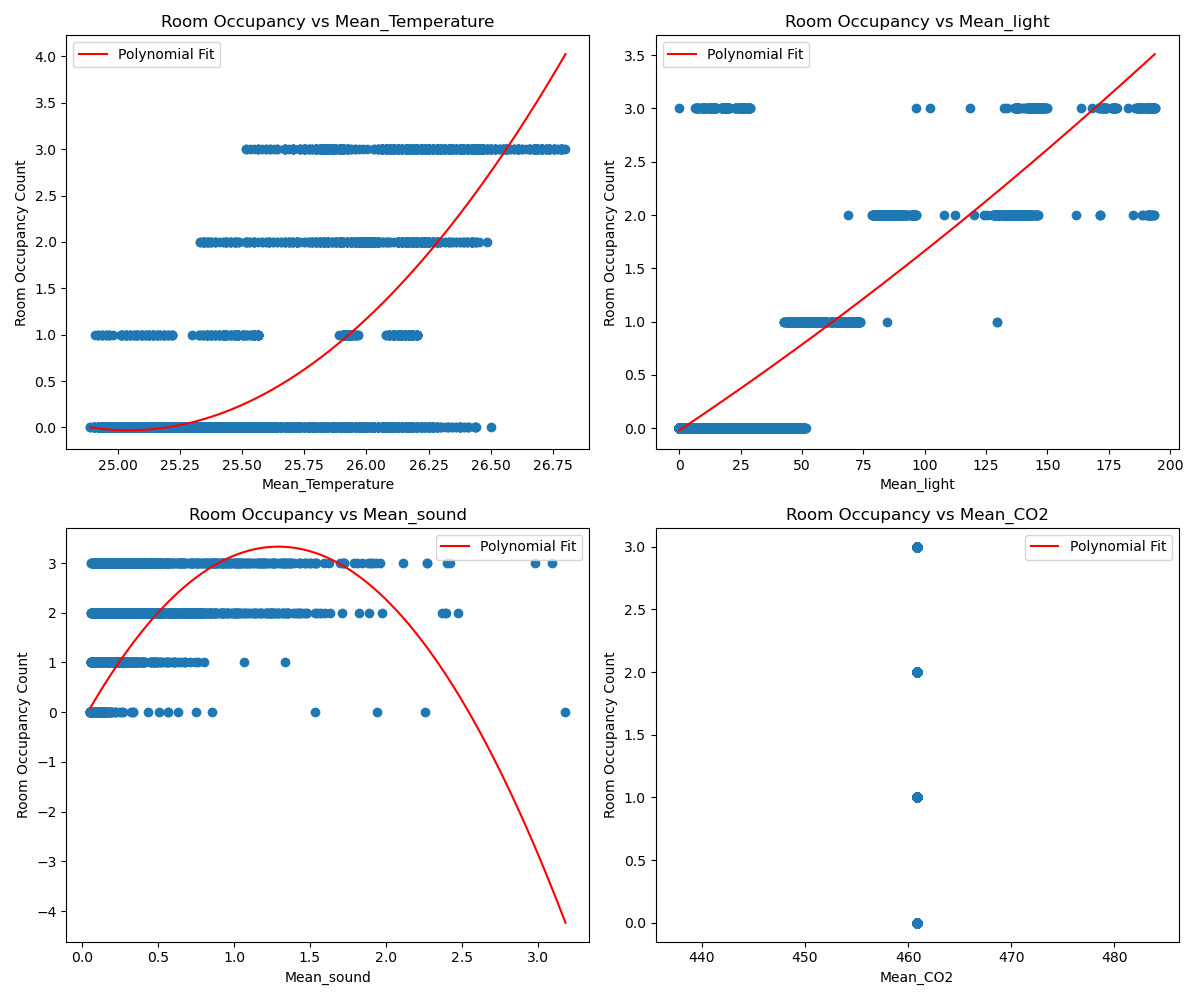 Room Occupancy vs Mean_Temperature
Polynomial Fit
Room Occupancy Count
4.0
3.5
3.0
2.5
2.0
1.5
1.0
0.5
0.0
25.00 25.25 25.50 25.75 26.00 26.25 26.50 26.75
Mean_Temperature
Room Occupancy vs Mean_light
Polynomial Fit
Room Occupancy Count
3.5
3.0
2.5
2.0
1.5
1.0
0.5
0.0
0 25 50 75 100 125 150 175 200
Mean_light
Room Occupancy vs Mean_sound
Polynomial Fit
Room Occupancy Count
3
2
1
0
−1
−2
−3
−4
0.0 0.5 1.0 1.5 2.0 2.5 3.0
Mean_sound
Room Occupancy vs Mean_CO2
Polynomial Fit
Room Occupancy Count
3.0
2.5
2.0
1.5
1.0
0.5
0.0
440 450 460 470 480
Mean_CO2